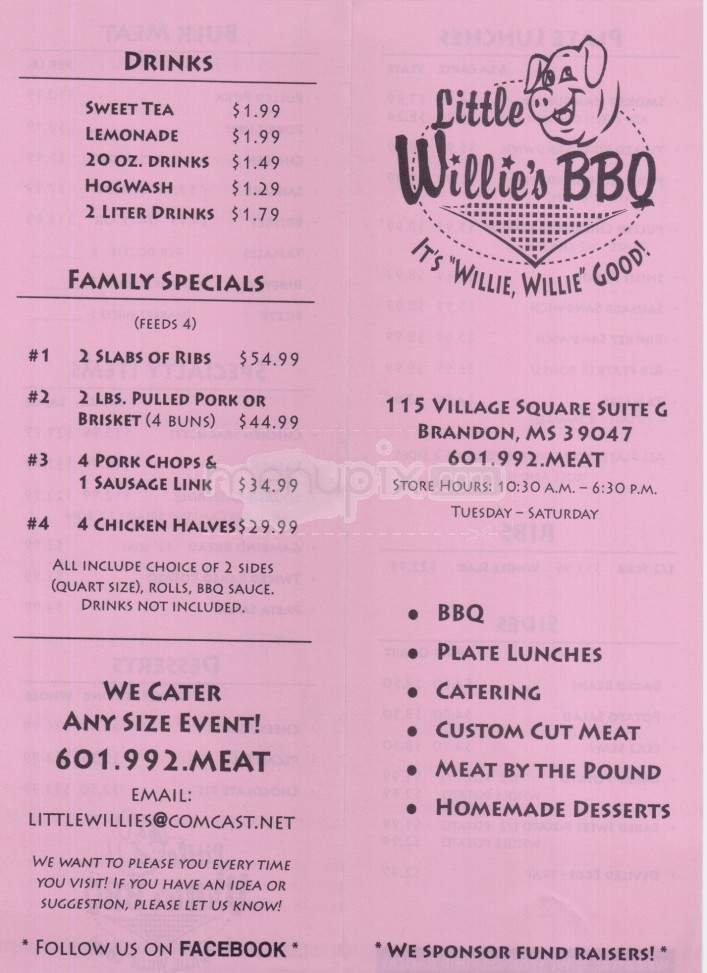 DRINKS
SWEET TEA $1.99
LEMONADE $1.99
20 OZ. DRINKS $1.49
HOGWASH $1.29
2 LITER DRINKS $1.79
FAMILY SPECIALS
(FEEDS 4)
#1 2 SLABS OF RIBS $54.99
#2 2 LBS. PULLED PORK OR
BRISKET (4 BUNS) $44.99
#3 4 PORK CHOPS &
1 SAUSAGE LINK $34.99
#4 4 CHICKEN HALVES $29.99
ALL INCLUDE CHOICE OF 2 SIDES
(QUART SIZE), ROLLS, BBQ SAUCE.
DRINKS NOT INCLUDED.
WE CATER
ANY SIZE EVENT!
601.992.MEAT
EMAIL:
LITTLEWILLIES@COMCAST.NET
WE WANT TO PLEASE YOU EVERY TIME
YOU VISIT! IF YOU HAVE AN IDEA OR
SUGGESTION, PLEASE LET US KNOW!
* FOLLOW US ON FACEBOOK *
Little
Willie's BBQ
IT'S "WILLIE, WILLIE" GOOD!
115 VILLAGE SQUARE SUITE G
BRANDON, MS 39047
601.992.MEAT
menupix.com
STORE HOURS: 10:30 A.M. – 6:30 P.M.
TUESDAY – SATURDAY
• BBQ
• PLATE LUNCHES
• CATERING
• CUSTOM CUT MEAT
• MEAT BY THE POUND
• HOMEMADE DESSERTS
* WE SPONSOR FUND RAISERS! *